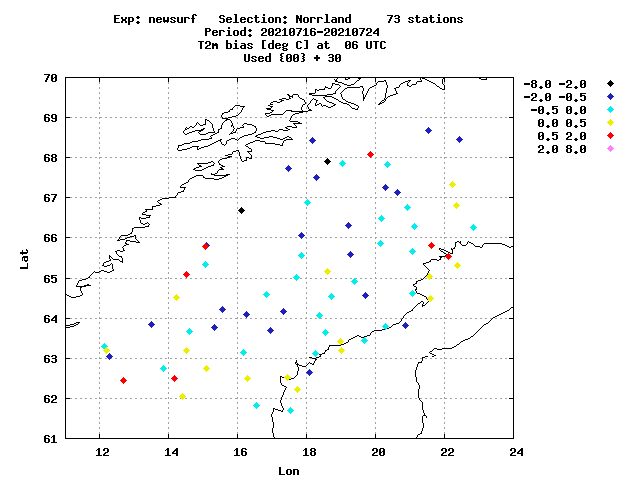 Exp: newsurf   Selection: Norrland     73 stations
Period: 20210716-20210724
T2m bias [deg C] at  06 UTC
Used {00} + 30
-8.0 -2.0
-2.0 -0.5
-0.5 0.0
0.0 0.5
0.5 2.0
2.0 8.0
70
69
68
67
66
65
64
63
62
61
Lat
12 14 16 18 20 22 24
Lon